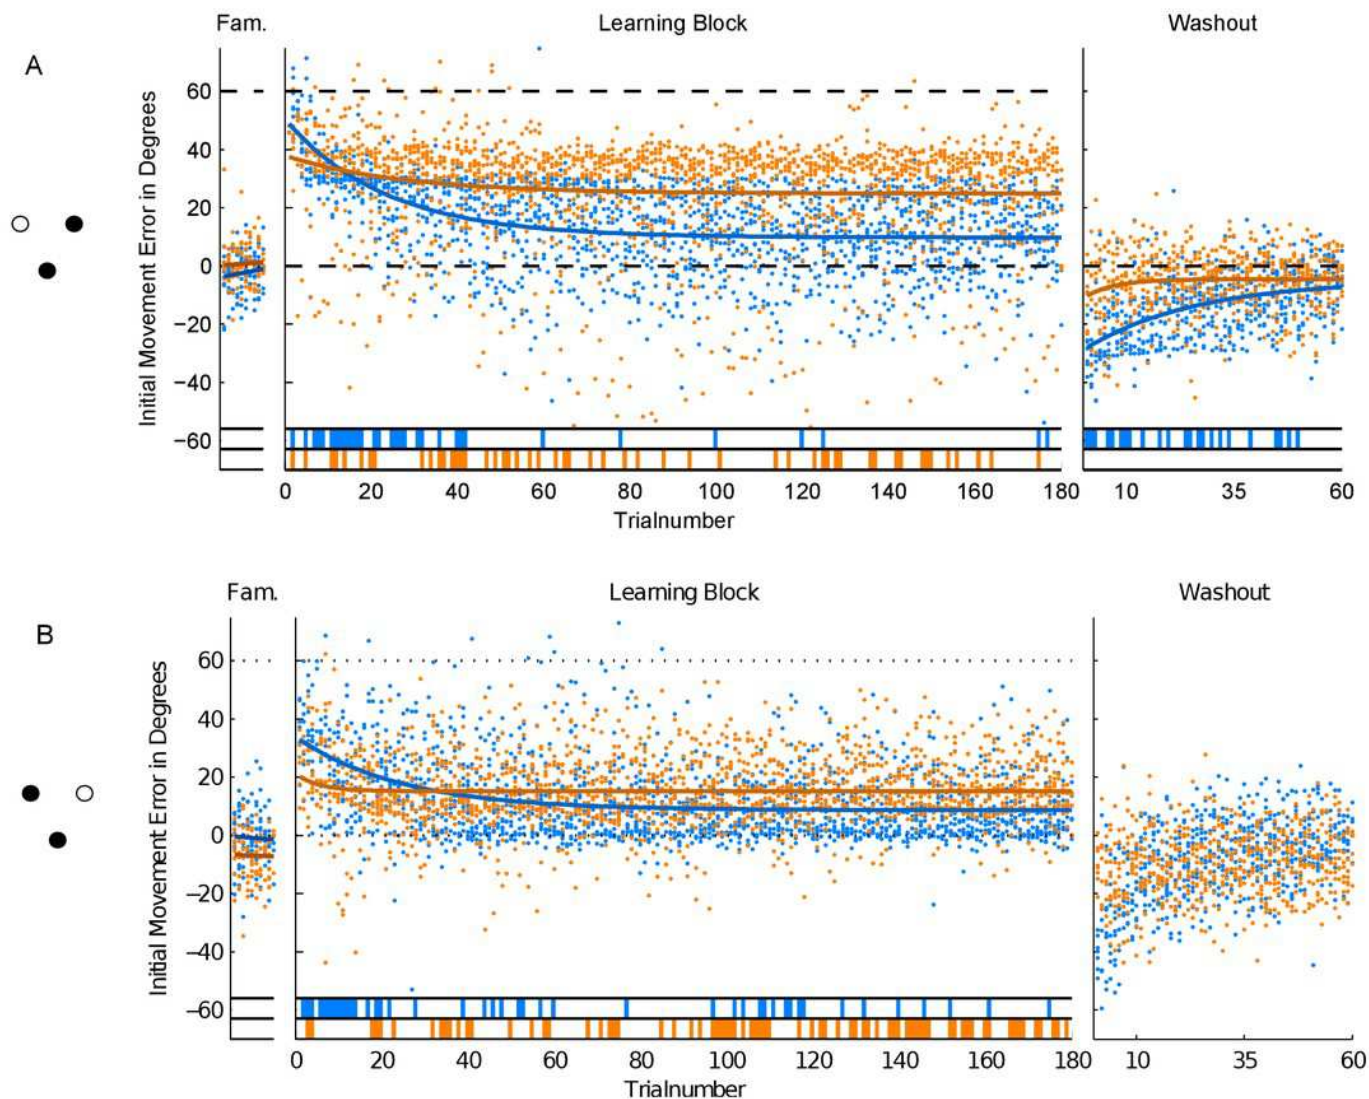 Fam. Learning Block Washout
A
Initial Movement Error in Degrees
60
40
20
0
−20
−40
−60
0 20 40 60 80 100 120 140 160 180 10 35 60
Trialnumber
Fam. Learning Block Washout
B
Initial Movement Error in Degrees
60
40
20
0
−20
−40
−60
0 20 40 60 80 100 120 140 160 180 10 35 60
Trialnumber